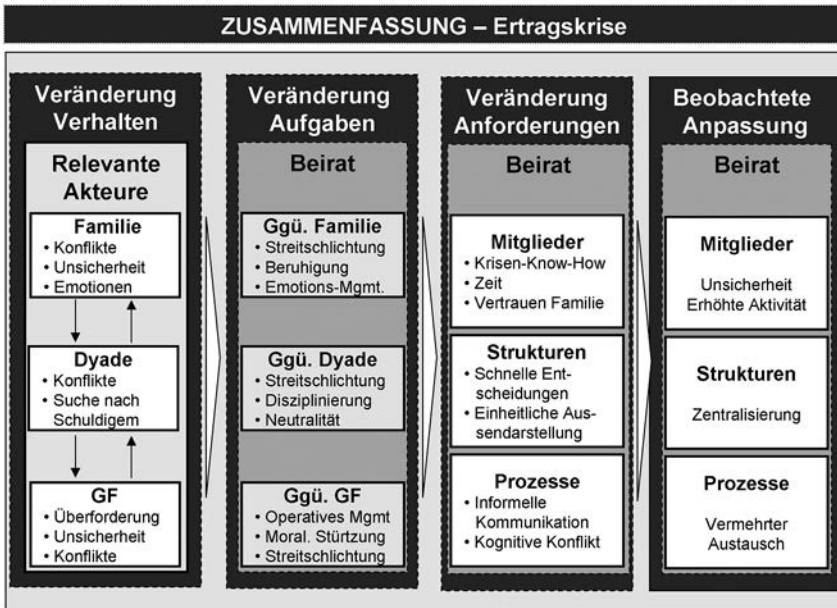 ZUSAMMENFASSUNG – Ertragskrise
Veränderung
Verhalten
Relevante
Akteure
Familie
• Konflikte
• Unsicherheit
• Emotionen
Dyade
• Konflikte
• Suche nach
Schuldigem
GF
• Überforderung
• Unsicherheit
• Konflikte
Veränderung
Aufgaben
Beirat
Ggü. Familie
• Streitschlichtung
• Beruhigung
• Emotions-Mgmt.
Ggü. Dyade
• Streitschlichtung
• Disziplinierung
• Neutralität
Ggü. GF
• Operatives Mgmt
• Moral. Stürtzung
• Streitschlichtung
Veränderung
Anforderungen
Beirat
Mitglieder
• Krisen-Know-How
• Zeit
• Vertrauen Familie
Strukturen
• Schnelle Ent-
scheidungen
• Einheitliche Aus-
sendarstellung
Prozesse
• Informelle
Kommunikation
• Kognitive Konflikt
Beobachtete
Anpassung
Beirat
Mitglieder
Unsicherheit
Erhöhte Aktivität
Strukturen
Zentralisierung
Prozesse
Vermehrter
Austausch